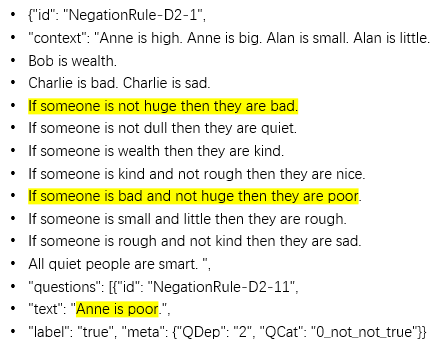 • {"id": "NegationRule-D2-1",
• "context": "Anne is high. Anne is big. Alan is small. Alan is little.
• Bob is wealth.
• Charlie is bad. Charlie is sad.
• If someone is not huge then they are bad.
• If someone is not dull then they are quiet.
• If someone is wealth then they are kind.
• If someone is kind and not rough then they are nice.
• If someone is bad and not huge then they are poor.
• If someone is small and little then they are rough.
• If someone is rough and not kind then they are sad.
• All quiet people are smart. ",
• "questions": [{"id": "NegationRule-D2-11",
• "text": "Anne is poor.",
• "label": "true", "meta": {"QDep": "2", "QCat": "0_not_not_true"}}